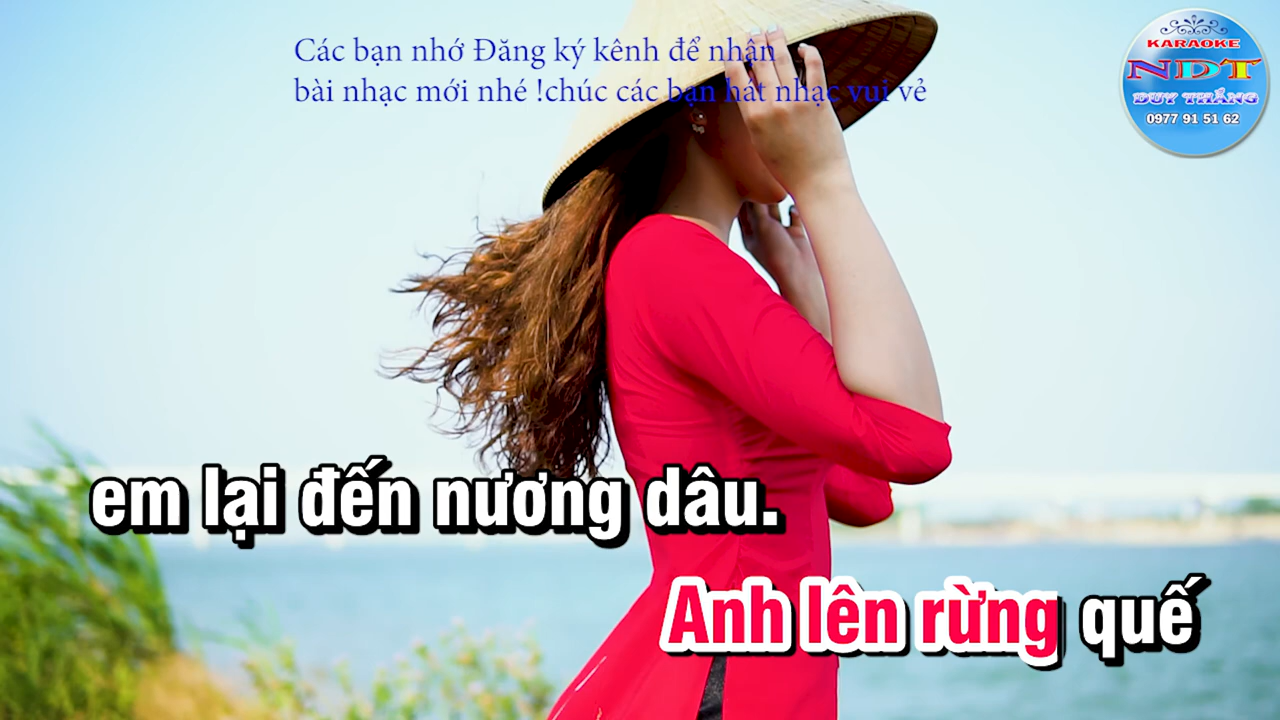 Các bạn nhớ Đăng ký kênh để nhận
bài nhạc mới nhé !chúc các bạn hát nhạc vui vẻ
KARAOKE
NDT
DUY THẮNG
0977 91 51 62
em lại đến nương dâu.
Anh lên rừng quế